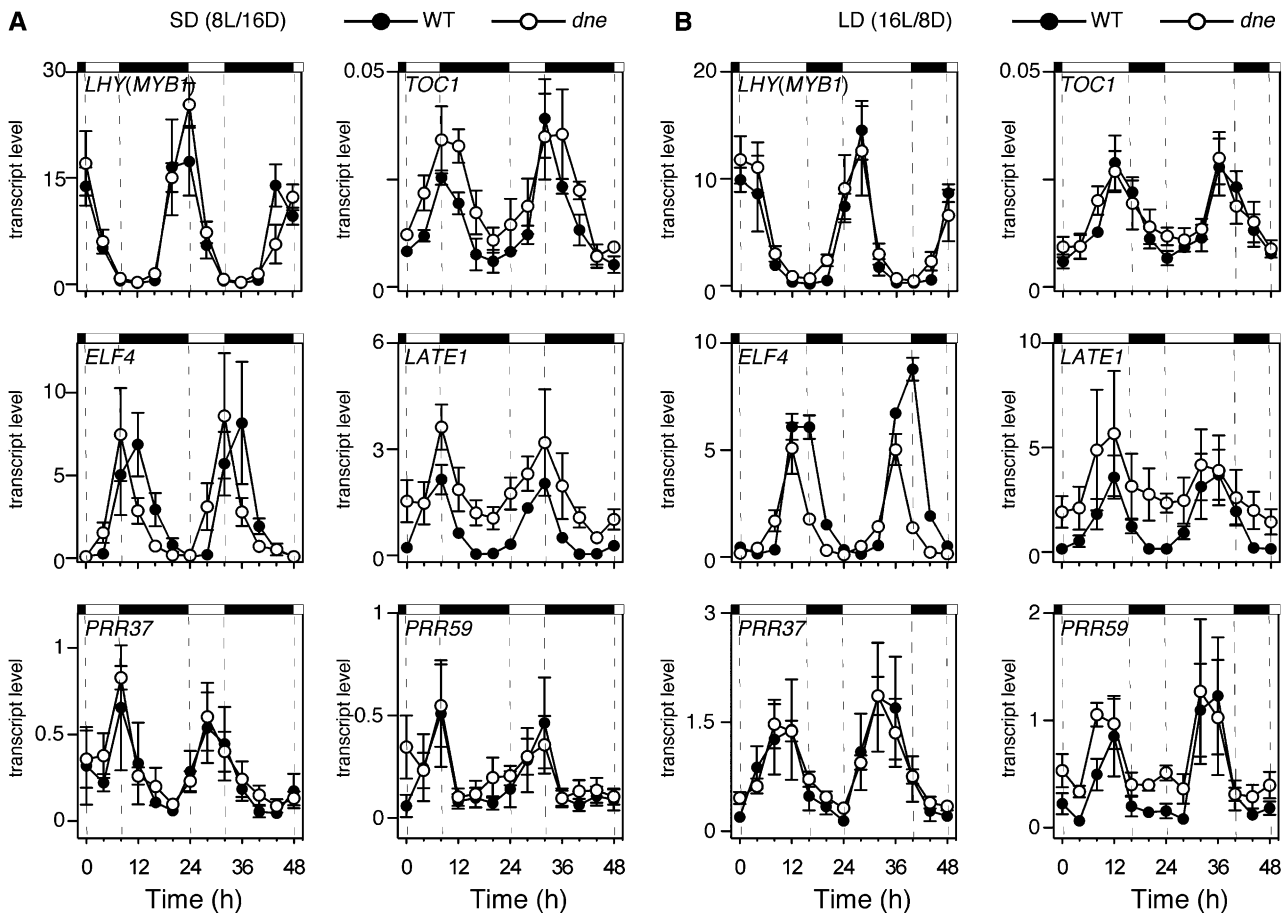 A SD (8L/16D) WT dne B LD (16L/8D) WT dne
30 LHY(MYB1) 0.05 TOC1 20 LHY(MYB1) 0.05 TOC1
transcript level transcript level transcript level transcript level
15 10
0 0 0 0
ELF4 6 LATE1 10 ELF4 10 LATE1
10
transcript level transcript level transcript level transcript level
5 3 5 5
0 0 0 0
PRR37 1 PRR59 3 PRR37 2 PRR59
1
transcript level transcript level transcript level transcript level
0.5 0.5 1.5 1
0 0 0 0
0 12 24 36 48 0 12 24 36 48 0 12 24 36 48 0 12 24 36 48
Time (h) Time (h) Time (h) Time (h)